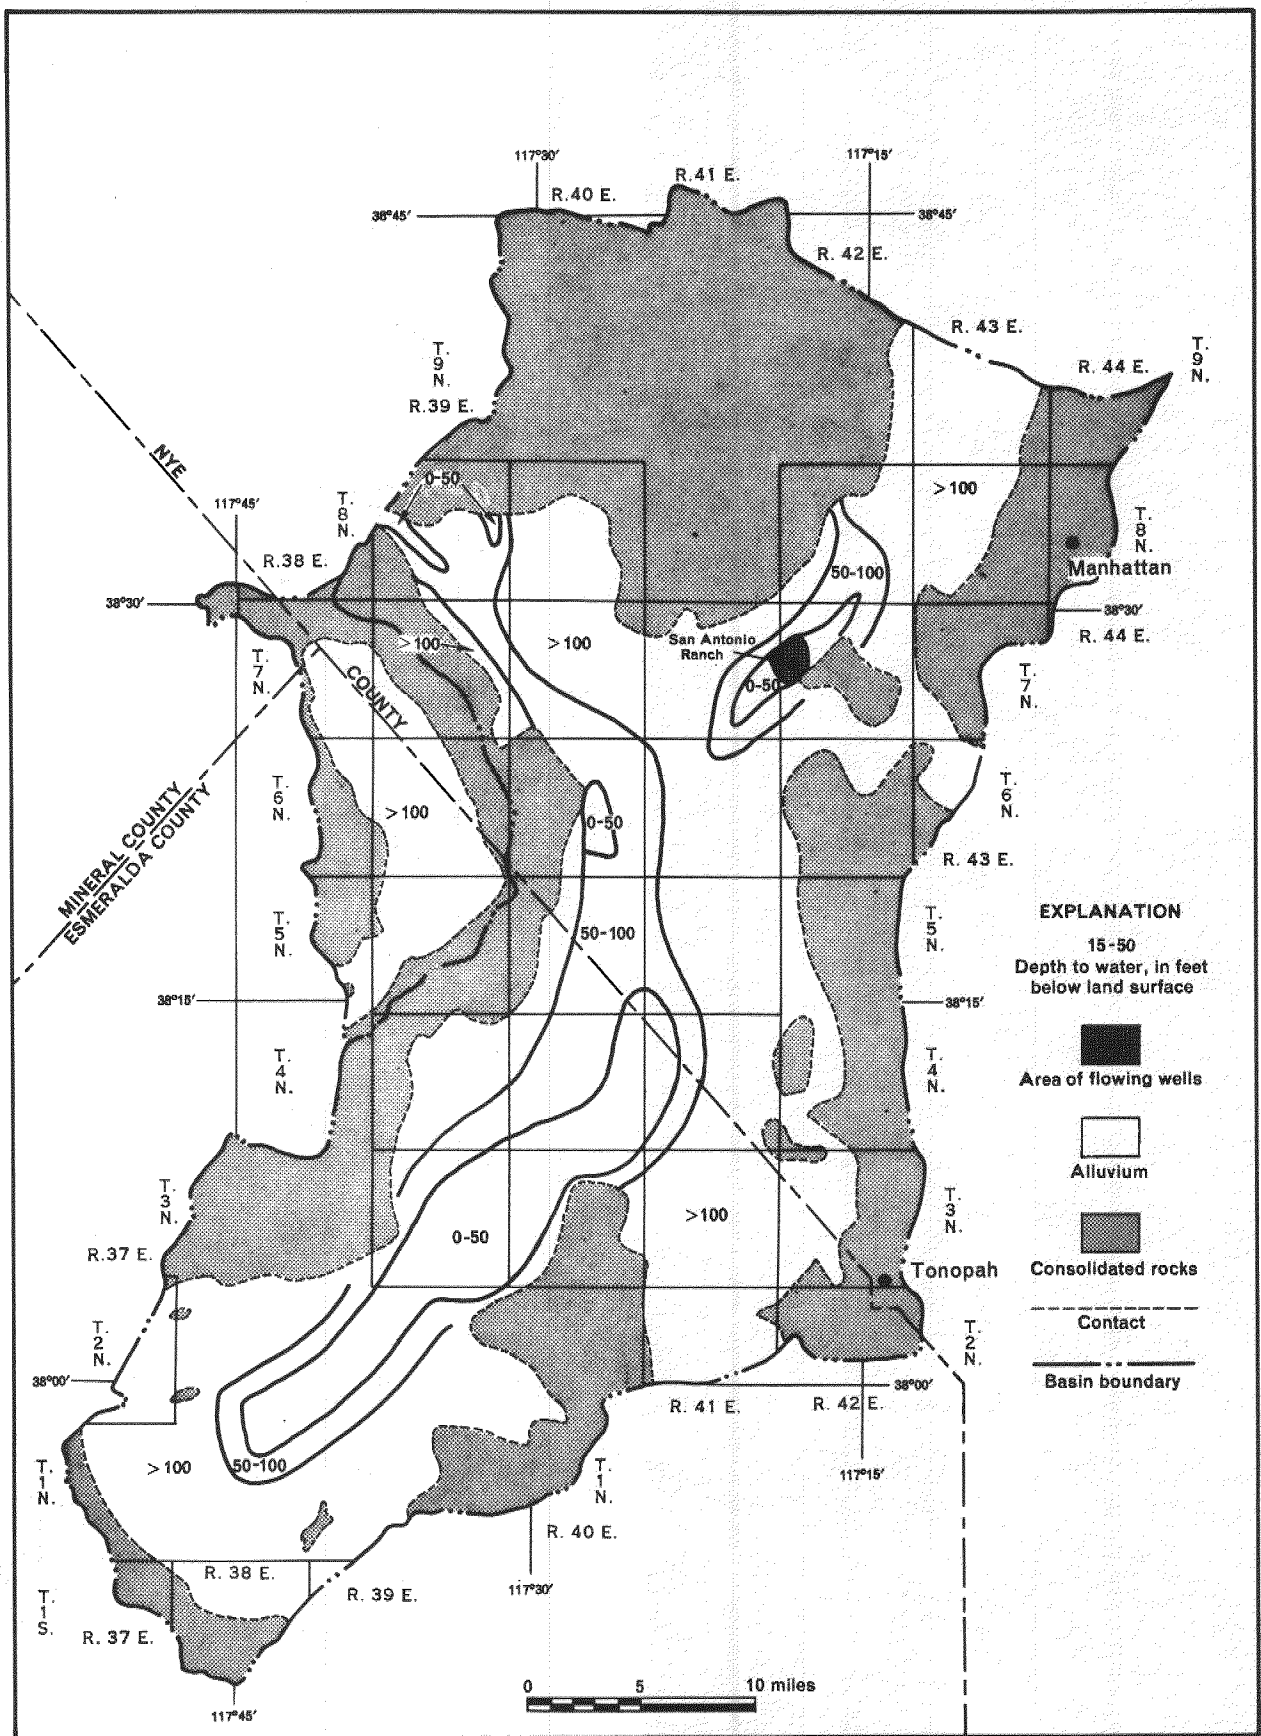 117°30′
117°15′
R.41 E.
R.40 E.
38°45′
38°45′
R. 42 E.
R. 43 E.
T.
9
N.
T.
9
N.
R. 44 E.
R.39 E.
NYE
0-50
117°45′
T.
8
N.
>100
T.
8
N.
Manhattan
R.38 E.
50-100
38°30′
38°30′
R. 44 E.
>100
>100
San Antonio
Ranch
T.
7
N.
COUNTY
0-50
T.
7
N.
T.
6
N.
>100
0-50
T.
6
N.
MINERAL COUNTY
ESMERALDA COUNTY
R. 43 E.
T.
5
N.
50-100
T.
5
N.
38°15′
38°15′
T.
4
N.
T.
4
N.
T.
3
N.
0-50
>100
T.
3
N.
R.37 E.
Tonopah
T.
2
N.
T.
2
N.
38°00′
38°00′
R. 41 E.
R. 42 E.
T.
1
N.
>100
50-100
T.
1
N.
117°15′
R. 40 E.
R. 38 E.
117°30′
R. 39 E.
T.
1
S.
R. 37 E.
117°45′
0 5 10 miles
EXPLANATION
15-50
Depth to water, in feet
below land surface
Area of flowing wells
Alluvium
Consolidated rocks
Contact
Basin boundary